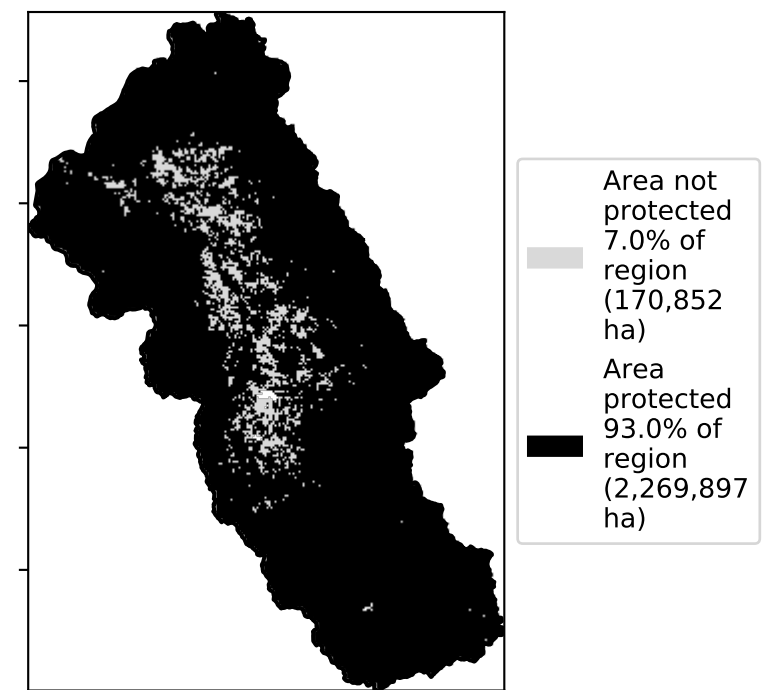 Area not
protected
7.0% of
region
(170,852
ha)
Area
protected
93.0% of
region
(2,269,897
ha)